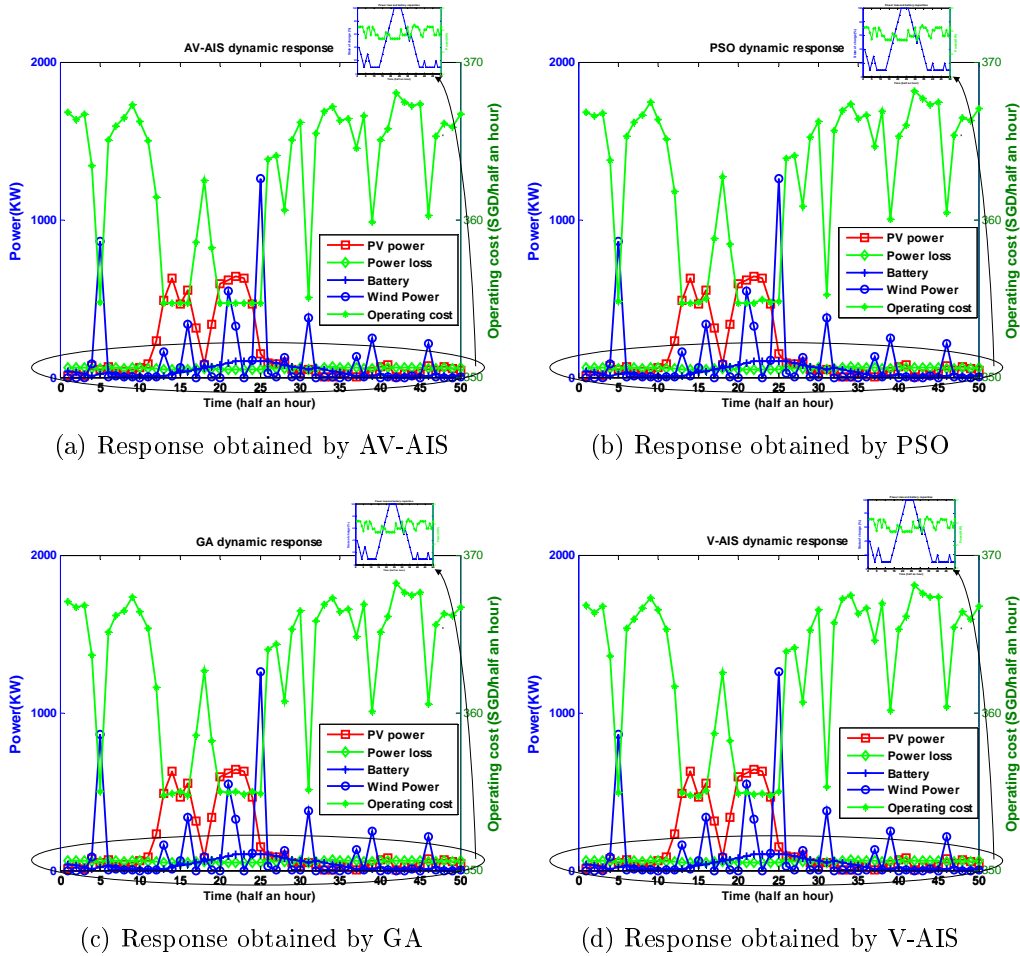 AV-AIS dynamic response
2000
1000
0
370
360
350
Power(KW)
Operating cost (SGD/half an hour)
PV power
Power loss
Battery
Wind Power
Operating cost
0 5 10 15 20 25 30 35 40 45 50
Time (half an hour)
(a) Response obtained by AV-AIS
PSO dynamic response
2000
1000
0
370
360
350
Power(KW)
Operating cost (SGD/half an hour)
PV power
Power loss
Battery
Wind Power
Operating cost
0 5 10 15 20 25 30 35 40 45 50
Time (half an hour)
(b) Response obtained by PSO
GA dynamic response
2000
1000
0
370
360
350
Power(KW)
Operating cost (SGD/half an hour)
PV power
Power loss
Battery
Wind Power
Operating cost
0 5 10 15 20 25 30 35 40 45 50
Time (half an hour)
(c) Response obtained by GA
V-AIS dynamic response
2000
1000
0
370
360
350
Power(KW)
Operating cost (SGD/half an hour)
PV power
Power loss
Battery
Wind Power
Operating cost
0 5 10 15 20 25 30 35 40 45 50
Time (half an hour)
(d) Response obtained by V-AIS